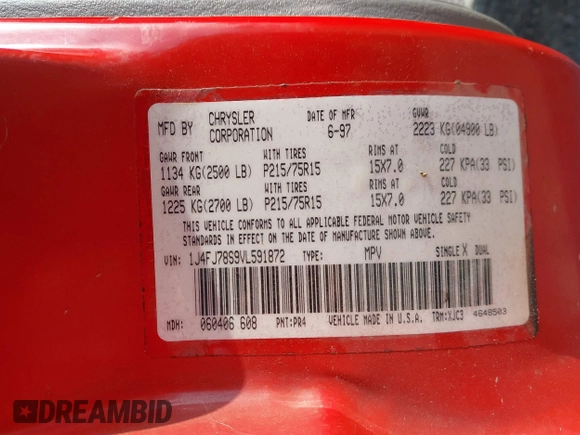 MFD BY CHRYSLER CORPORATION DATE OF MFR 6-97 GVWR 2223 KG(04900 LB)
GAWR FRONT WITH TIRES RIMS AT COLD
1134 KG(2500 LB) P215/75R15 15X7.0 227 KPA(33 PSI)
GAWR REAR WITH TIRES RIMS AT COLD
1225 KG(2700 LB) P215/75R15 15X7.0 227 KPA(33 PSI)
THIS VEHICLE CONFORMS TO ALL APPLICABLE FEDERAL MOTOR VEHICLE SAFETY
STANDARDS IN EFFECT ON THE DATE OF MANUFACTURE SHOWN ABOVE.
VIN: 1J4FJ78S9VL591872 TYPE: MPV SINGLE X DUAL
MDH: 060406 608 PNT:PR4 VEHICLE MADE IN U.S.A. TRM:XJC3 4648503
DREAMBID